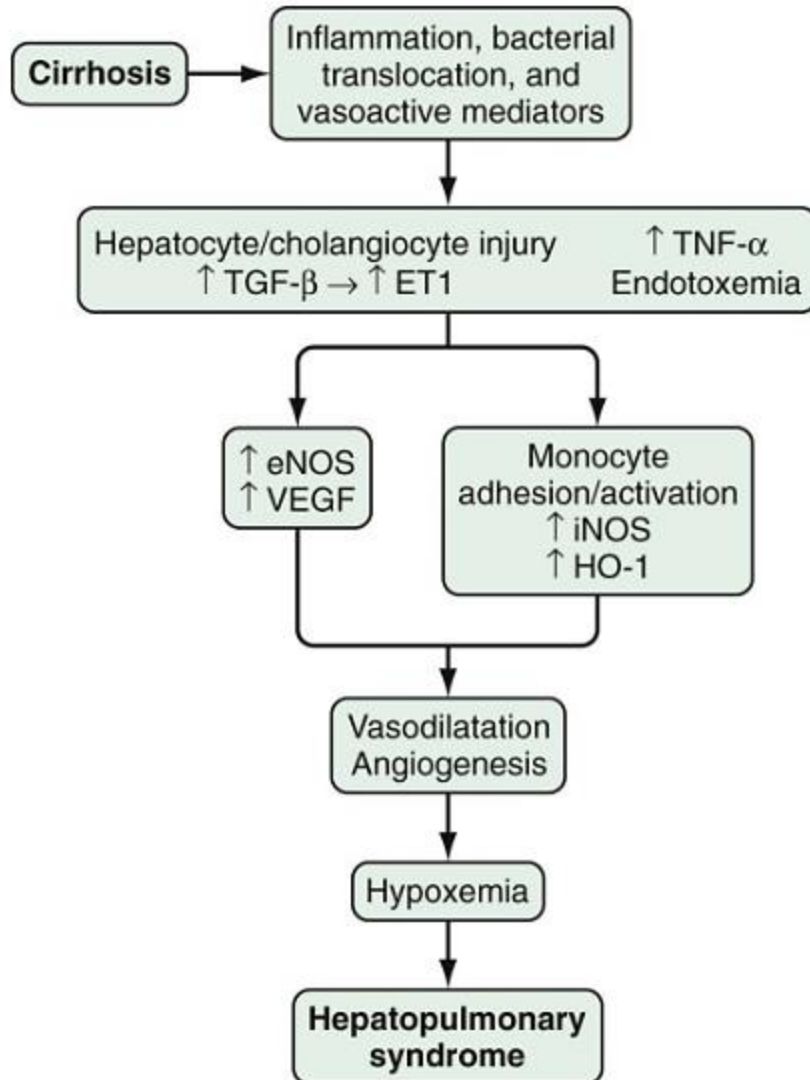 Cirrhosis
Inflammation, bacterial
translocation, and
vasoactive mediators
Hepatocyte/cholangiocyte injury
↑ TGF-β → ↑ ET1
↑ TNF-α
Endotoxemia
↑ eNOS
↑ VEGF
Monocyte
adhesion/activation
↑ iNOS
↑ HO-1
Vasodilatation
Angiogenesis
Hypoxemia
Hepatopulmonary
syndrome